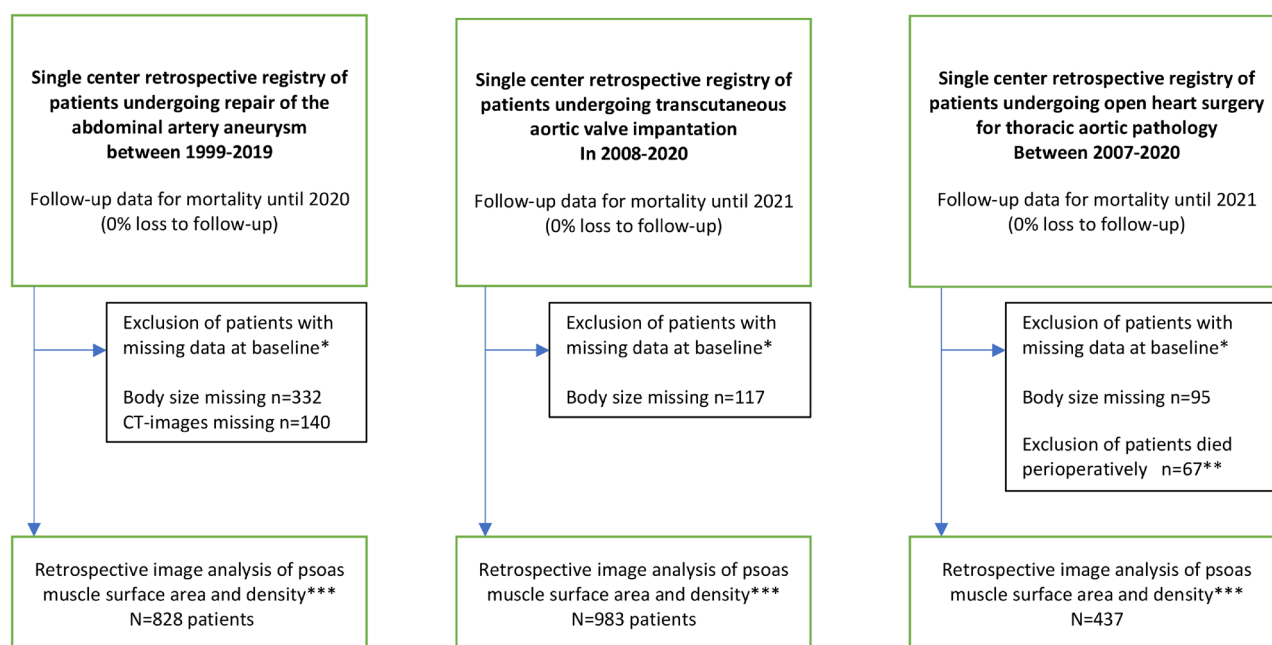 Single center retrospective registry of
patients undergoing repair of the
abdominal artery aneurysm
between 1999-2019
Follow-up data for mortality until 2020
(0% loss to follow-up)
Exclusion of patients with
missing data at baseline*
Body size missing n=332
CT-images missing n=140
Retrospective image analysis of psoas
muscle surface area and density***
N=828 patients
Single center retrospective registry of
patients undergoing transcutaneous
aortic valve impantation
In 2008-2020
Follow-up data for mortality until 2021
(0% loss to follow-up)
Exclusion of patients with
missing data at baseline*
Body size missing n=117
Retrospective image analysis of psoas
muscle surface area and density***
N=983 patients
Single center retrospective registry of
patients undergoing open heart surgery
for thoracic aortic pathology
Between 2007-2020
Follow-up data for mortality until 2021
(0% loss to follow-up)
Exclusion of patients with
missing data at baseline*
Body size missing n=95
Exclusion of patients died
perioperatively n=67**
Retrospective image analysis of psoas
muscle surface area and density***
N=437